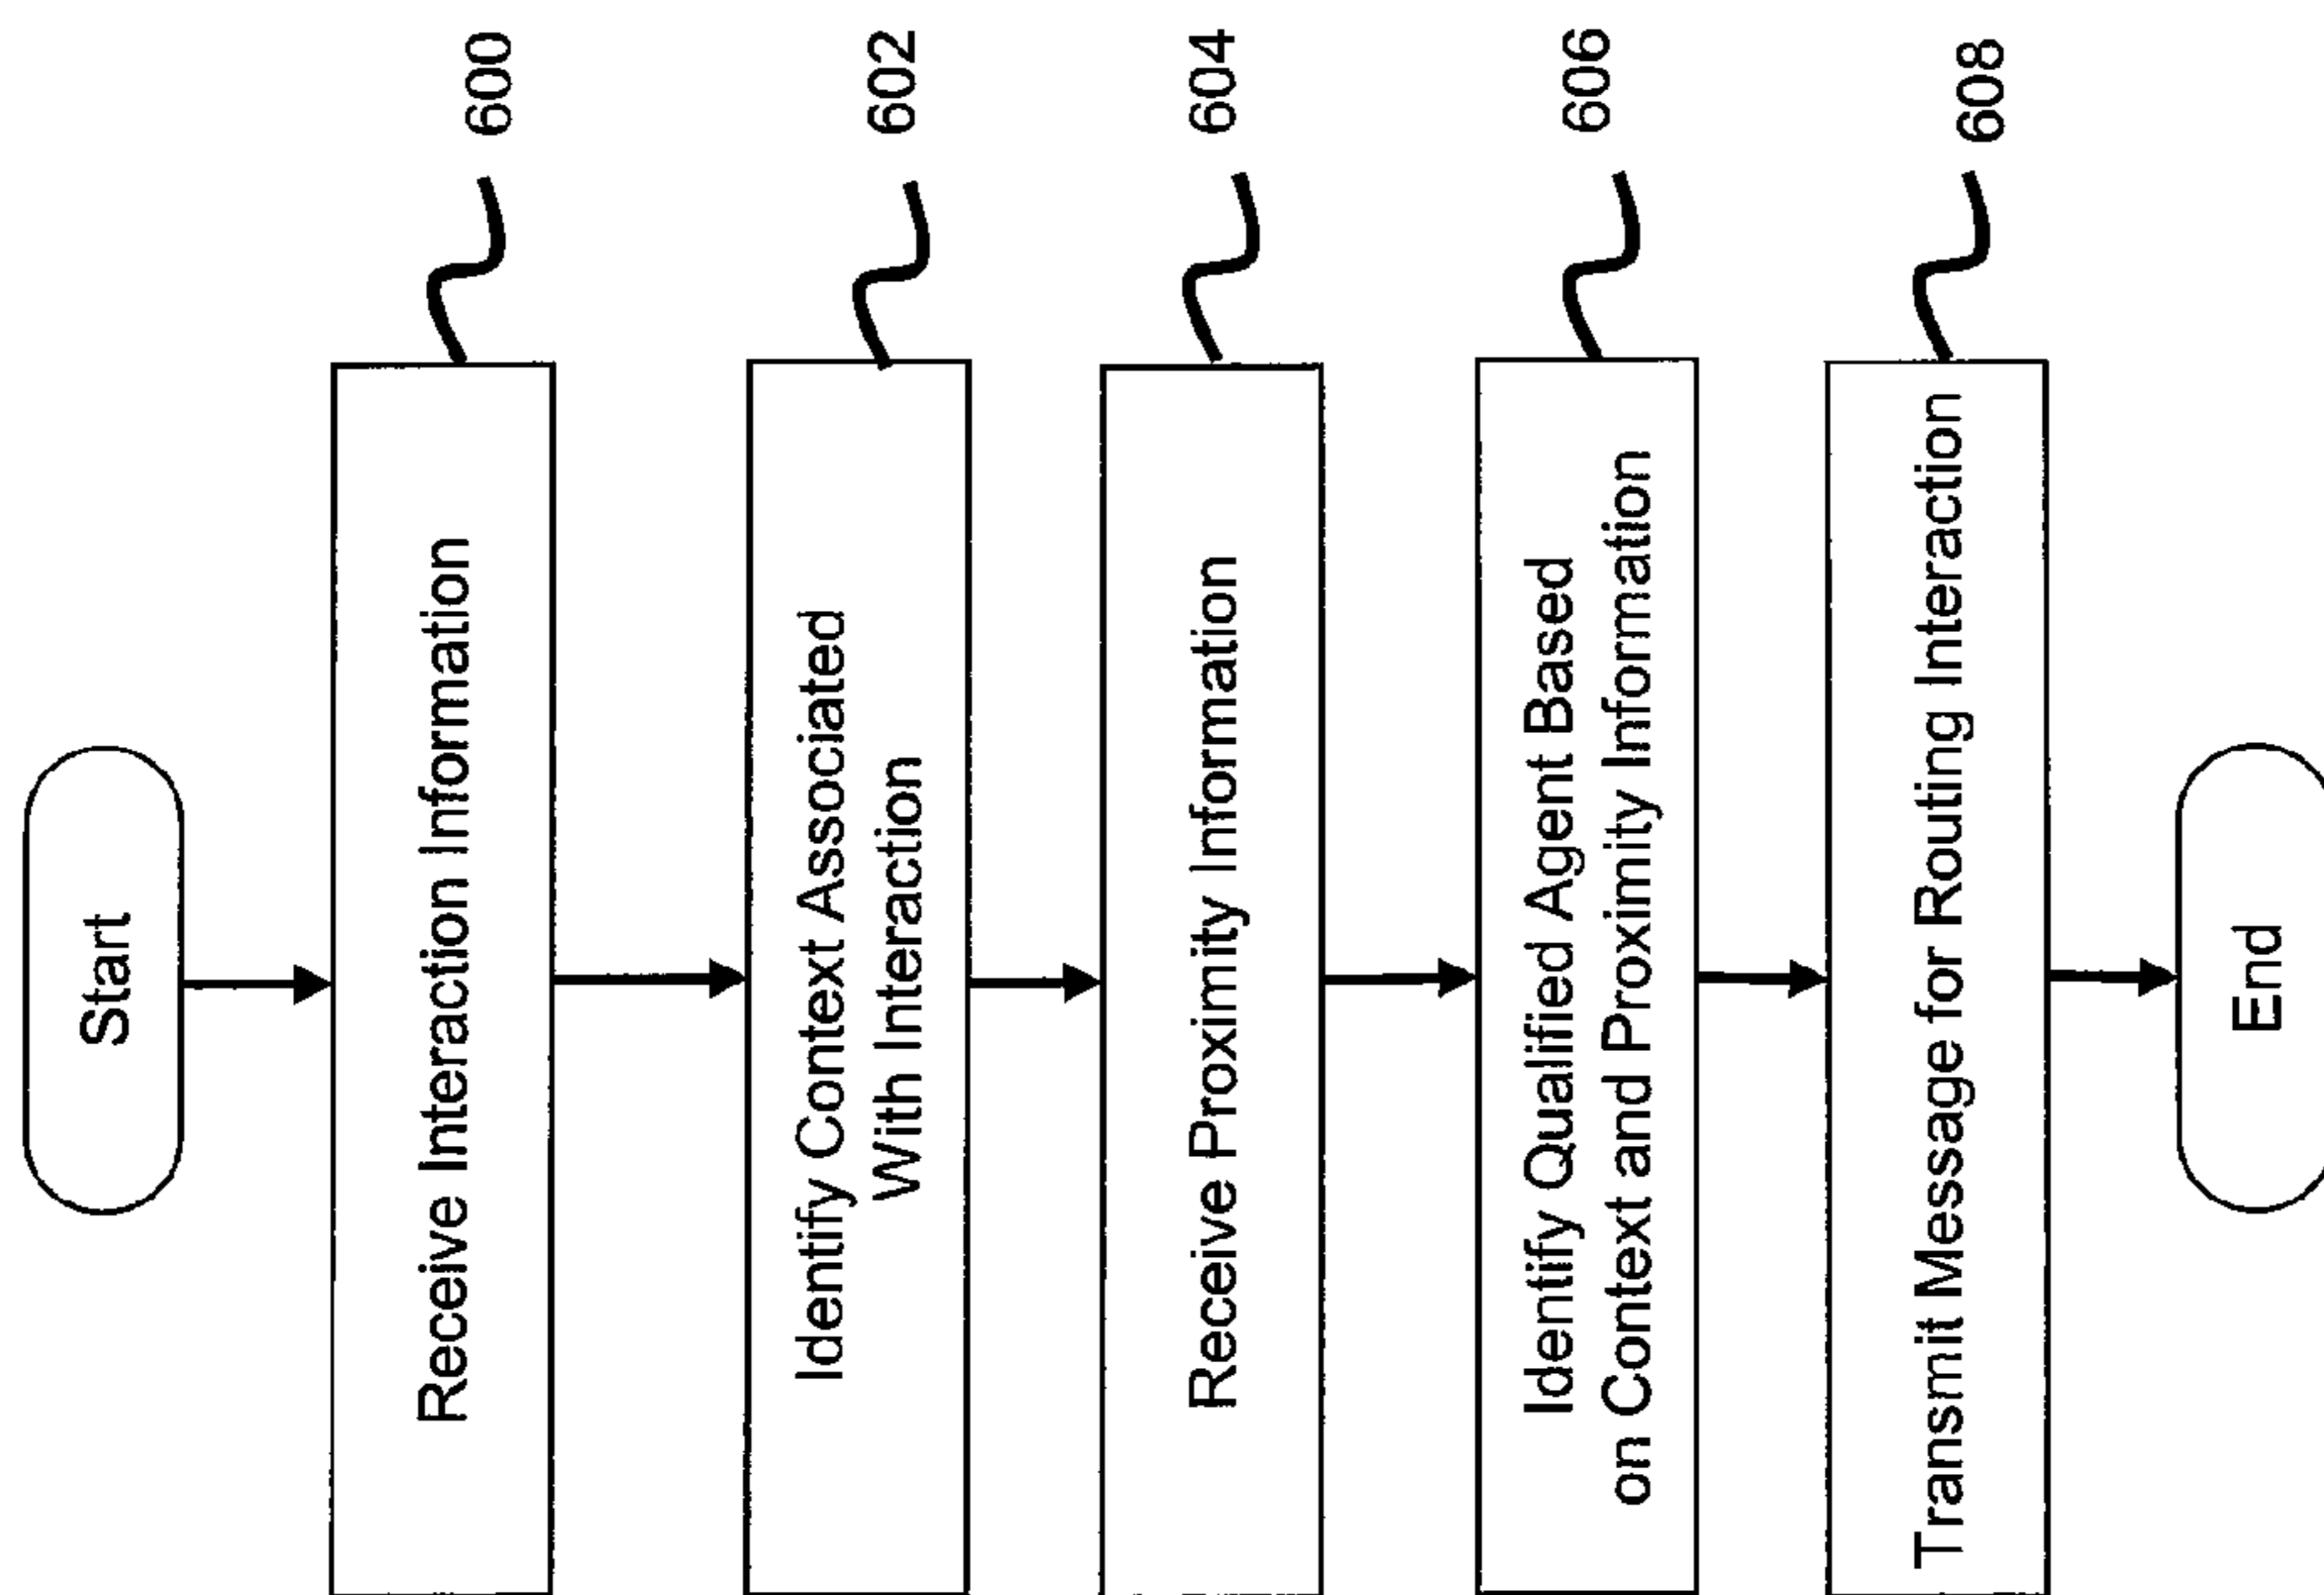 Start
Receive Interaction Information
600
Identify Context Associated
With Interaction
602
Receive Proximity Information
604
Identify Qualified Agent Based
on Context and Proximity Information
606
Transmit Message for Routing Interaction
608
End